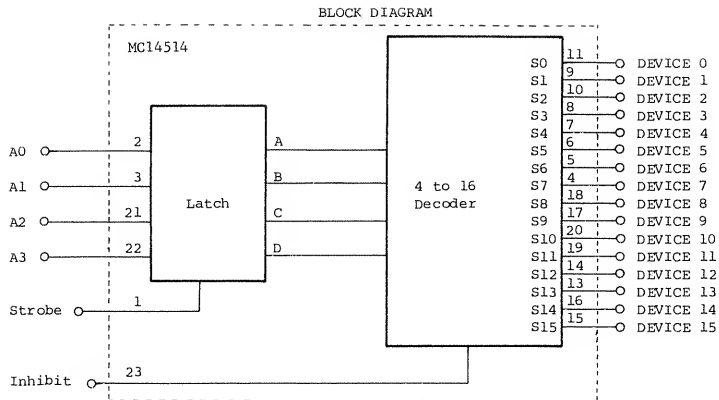 BLOCK DIAGRAM
MC14514
S0 11 DEVICE 0
S1 9 DEVICE 1
S2 10 DEVICE 2
S3 8 DEVICE 3
S4 7 DEVICE 4
S5 6 DEVICE 5
S6 5 DEVICE 6
S7 4 DEVICE 7
S8 18 DEVICE 8
S9 17 DEVICE 9
S10 20 DEVICE 10
S11 19 DEVICE 11
S12 14 DEVICE 12
S13 13 DEVICE 13
S14 16 DEVICE 14
S15 15 DEVICE 15
A0 2 A
A1 3 B
A2 21 C
A3 22 D
Latch
4 to 16
Decoder
Strobe 1
Inhibit 23